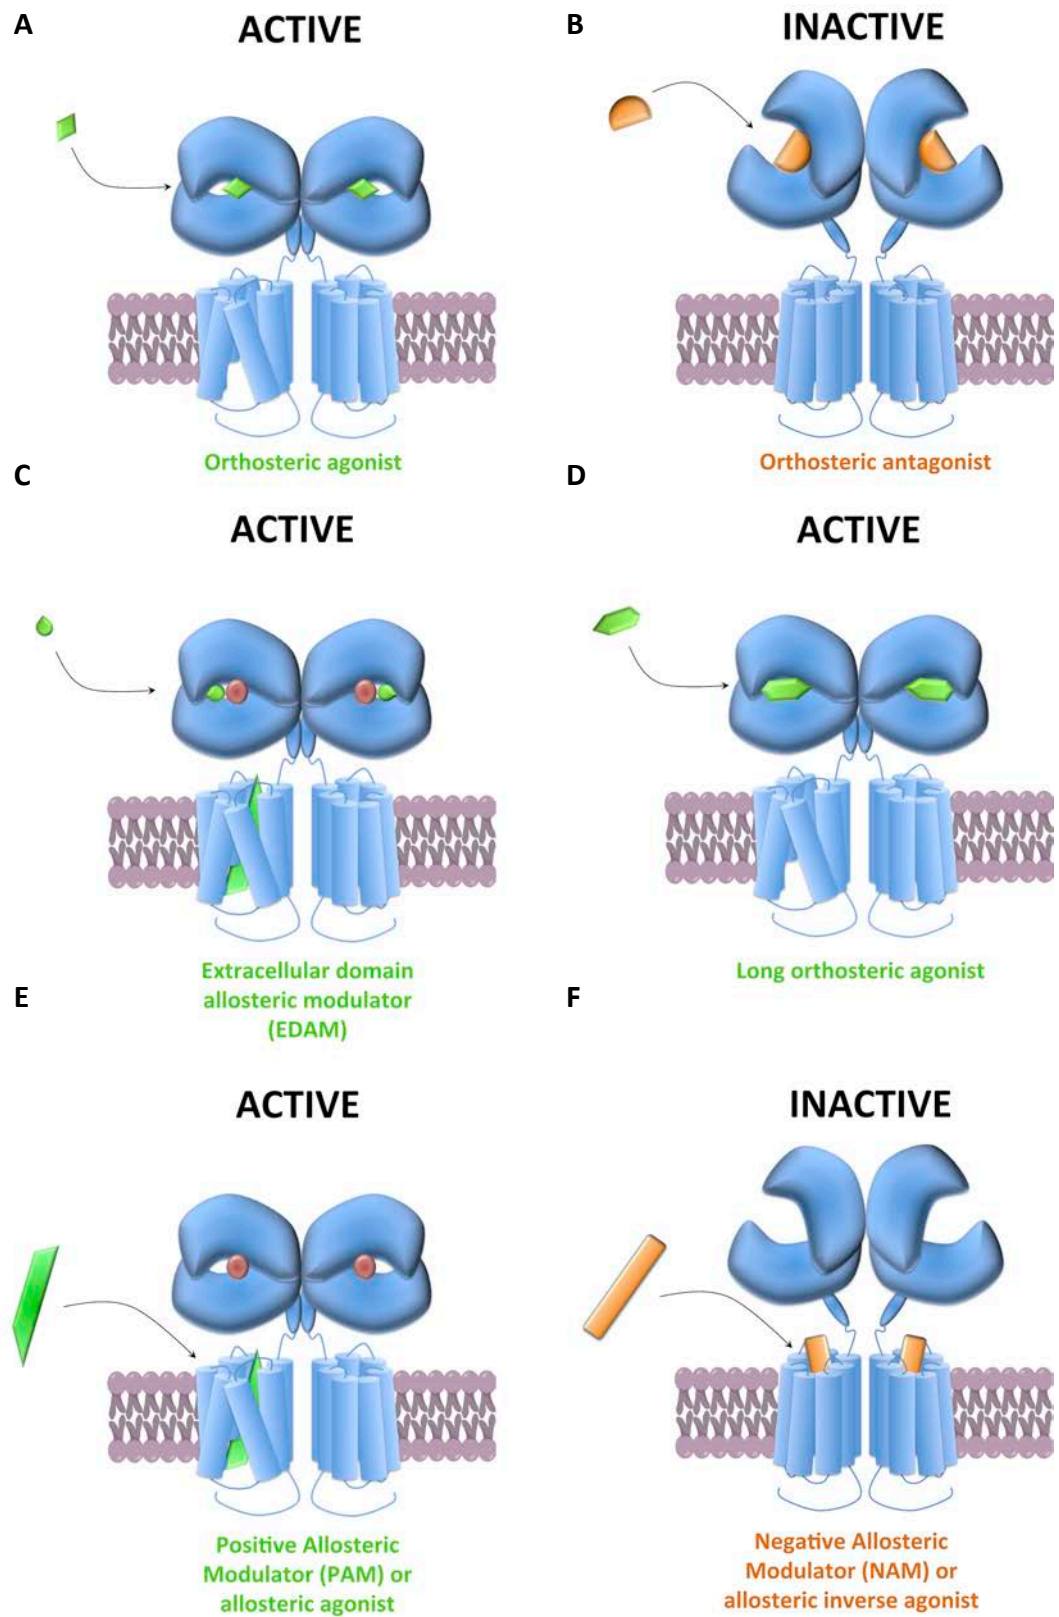 A
ACTIVE
B
INACTIVE
Orthosteric agonist
Orthosteric antagonist
C
ACTIVE
D
ACTIVE
Extracellular domain
allosteric modulator
(EDAM)
Long orthosteric agonist
E
ACTIVE
F
INACTIVE
Positive Allosteric
Modulator (PAM) or
allosteric agonist
Negative Allosteric
Modulator (NAM) or
allosteric inverse agonist